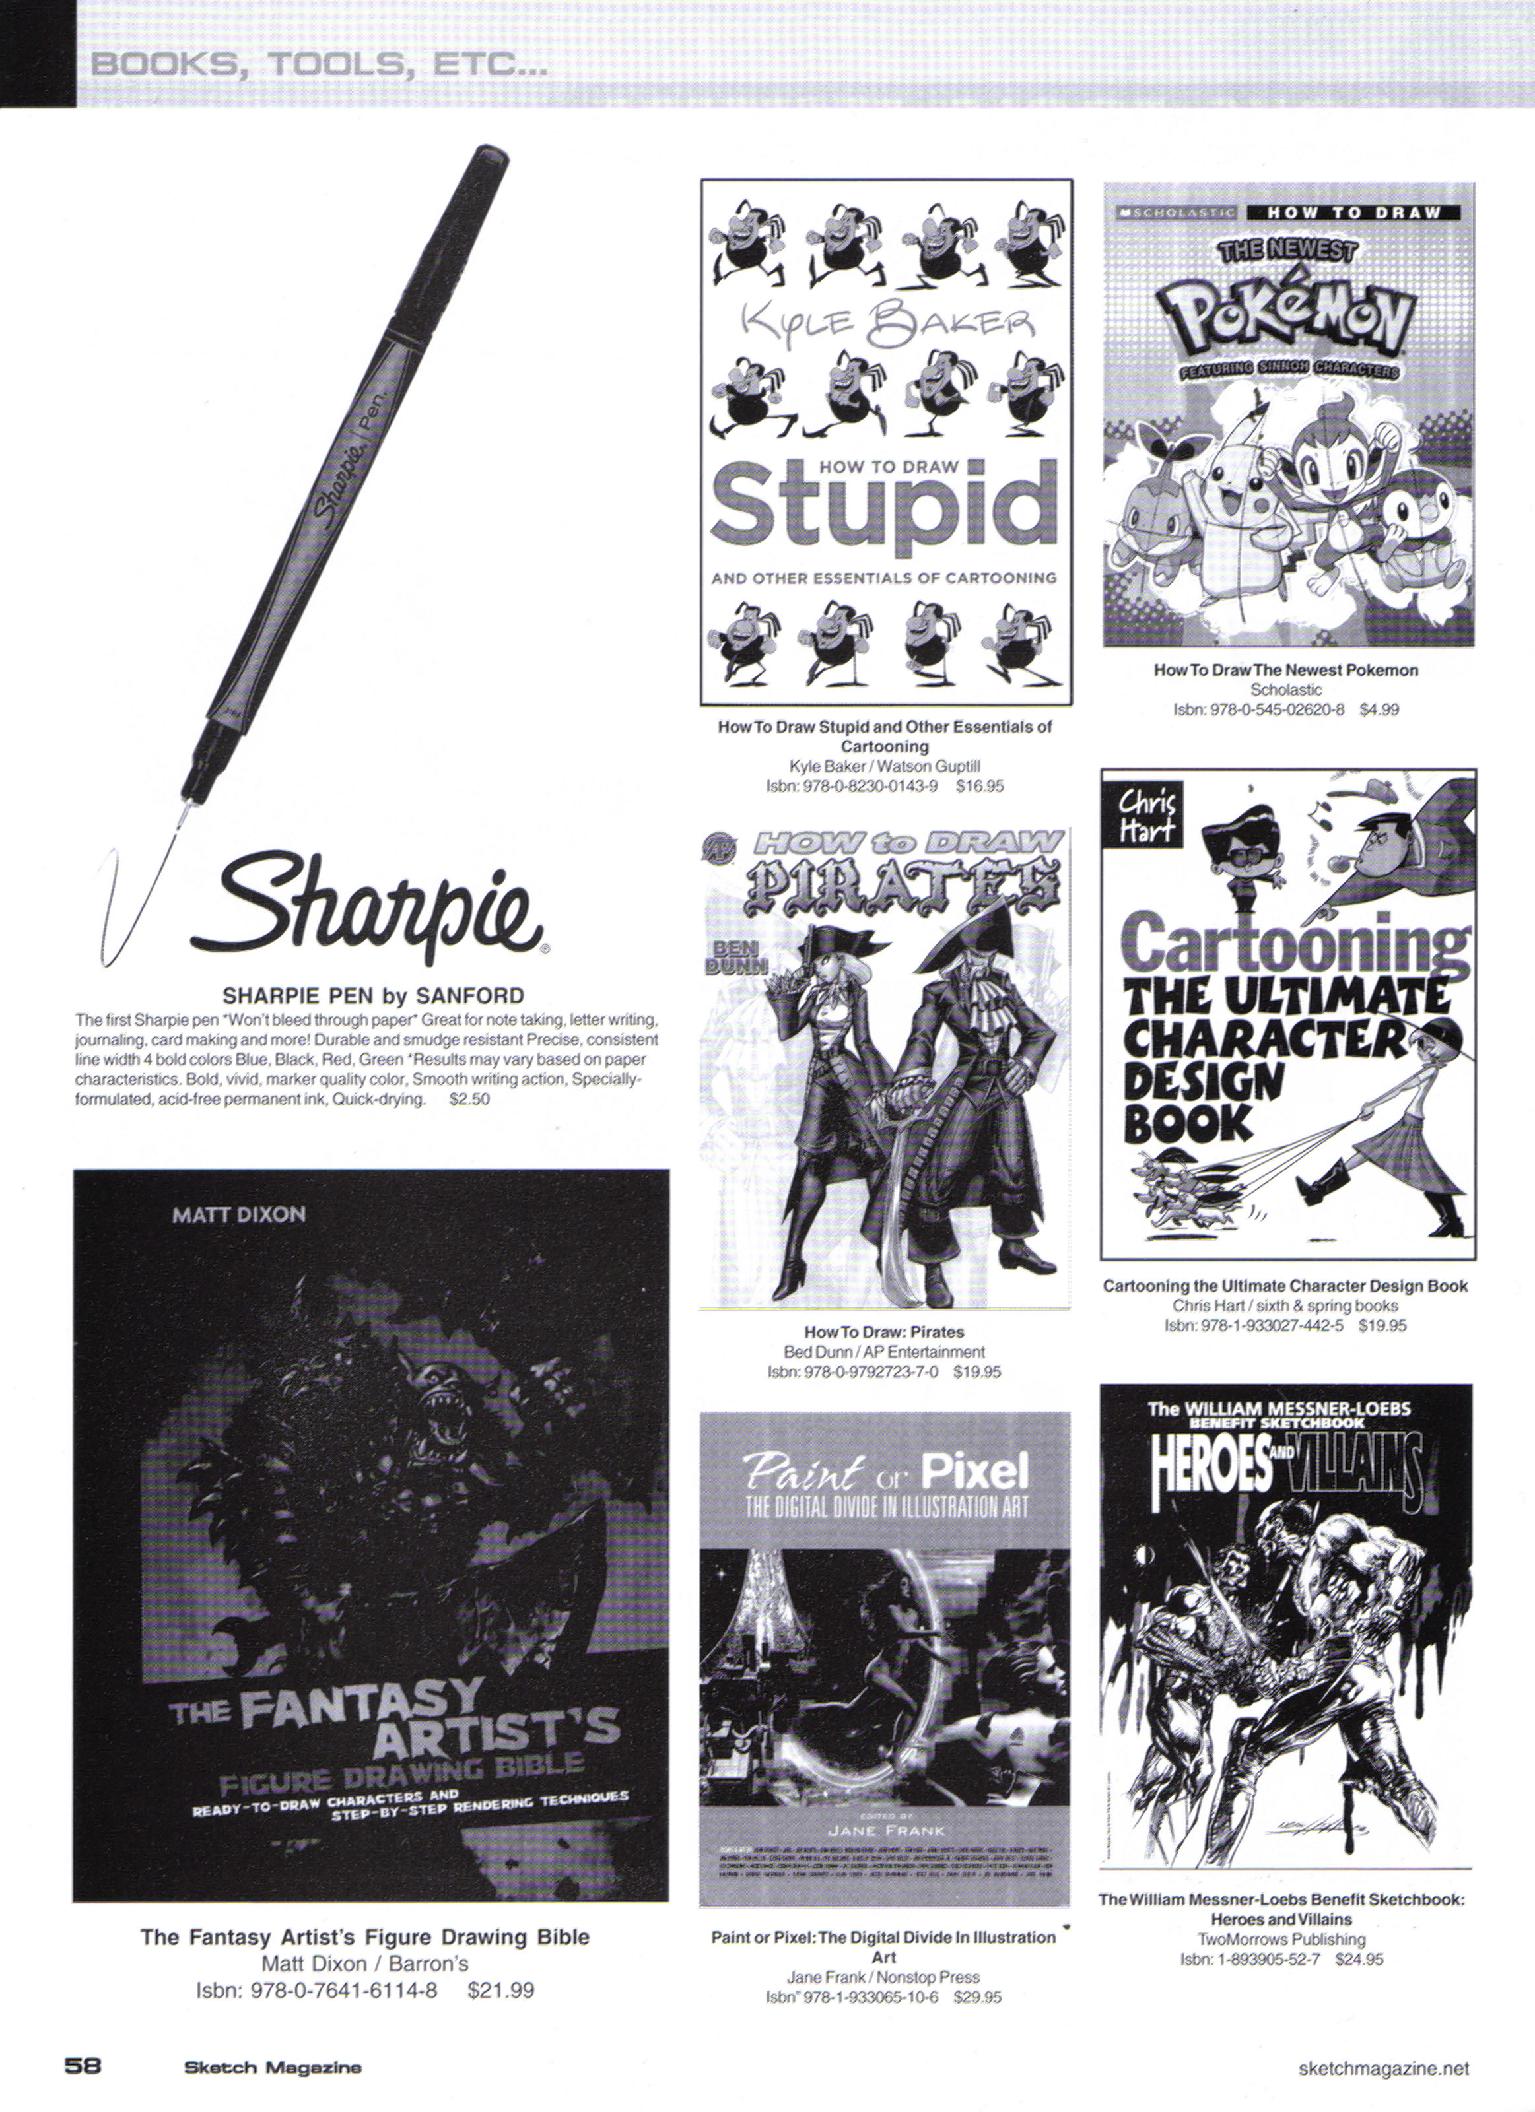 BOOKS, TOOLS, ETC...
Sharpie. Pen.
Sharpie®
SHARPIE PEN by SANFORD
The first Sharpie pen *Won't bleed through paper* Great for note taking, letter writing,
journaling, card making and more! Durable and smudge resistant Precise, consistent
line width 4 bold colors Blue, Black, Red, Green *Results may vary based on paper
characteristics. Bold, vivid, marker quality color, Smooth writing action, Specially-
formulated, acid-free permanent ink, Quick-drying. $2.50
MATT DIXON
THE FANTASY
ARTIST'S
FIGURE DRAWING BIBLE
READY-TO-DRAW CHARACTERS AND
STEP-BY-STEP RENDERING TECHNIQUES
The Fantasy Artist's Figure Drawing Bible
Matt Dixon / Barron's
Isbn: 978-0-7641-6114-8 $21.99
KYLE BAKER
HOW TO DRAW
Stupid
AND OTHER ESSENTIALS OF CARTOONING
How To Draw Stupid and Other Essentials of
Cartooning
Kyle Baker / Watson Guptill
Isbn: 978-0-8230-0143-9 $16.95
AP
HOW to DRAW
PIRATES
BEN
DUNN
How To Draw: Pirates
Bed Dunn / AP Entertainment
Isbn: 978-0-9792723-7-0 $19.95
Paint or Pixel
THE DIGITAL DIVIDE IN ILLUSTRATION ART
EDITED BY
JANE FRANK
Paint or Pixel: The Digital Divide In Illustration
Art
Jane Frank / Nonstop Press
Isbn" 978-1-933065-10-6 $29.95
SCHOLASTIC HOW TO DRAW
THE NEWEST
POKéMON
FEATURING SINNOH CHARACTERS
How To Draw The Newest Pokemon
Scholastic
Isbn: 978-0-545-02620-8 $4.99
Chris
Hart
Cartooning
THE ULTIMATE
CHARACTER
DESIGN
BOOK
Cartooning the Ultimate Character Design Book
Chris Hart / sixth & spring books
Isbn: 978-1-933027-442-5 $19.95
The WILLIAM MESSNER-LOEBS
BENEFIT SKETCHBOOK
HEROES AND VILLAINS
The William Messner-Loebs Benefit Sketchbook:
Heroes and Villains
TwoMorrows Publishing
Isbn: 1-893905-52-7 $24.95
58 Sketch Magazine sketchmagazine.net